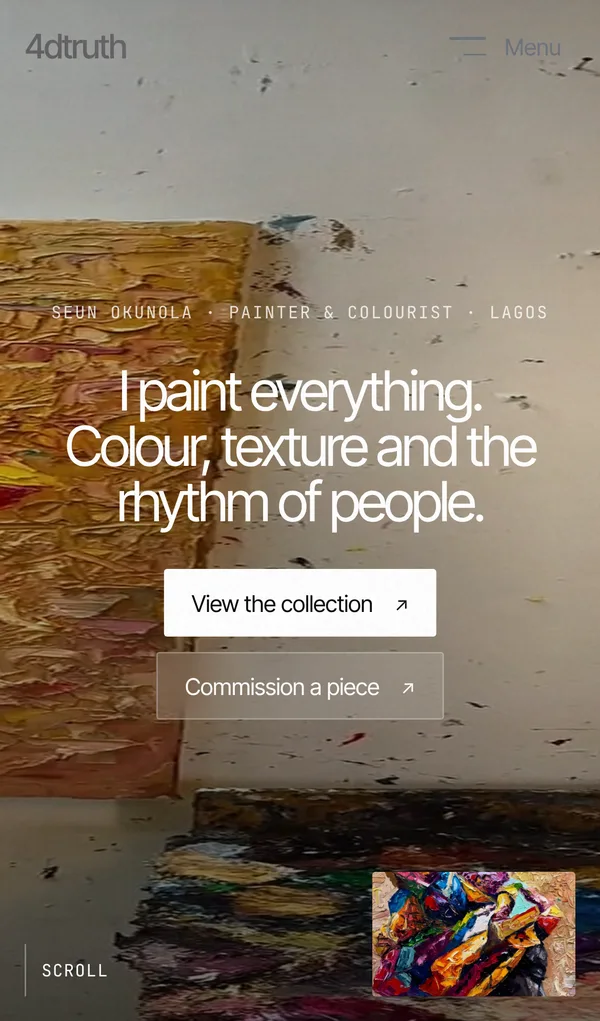 4dtruth
Menu
SEUN OKUNOLA · PAINTER & COLOURIST · LAGOS
I paint everything.
Colour, texture and the
rhythm of people.
View the collection ↗
Commission a piece ↗
SCROLL